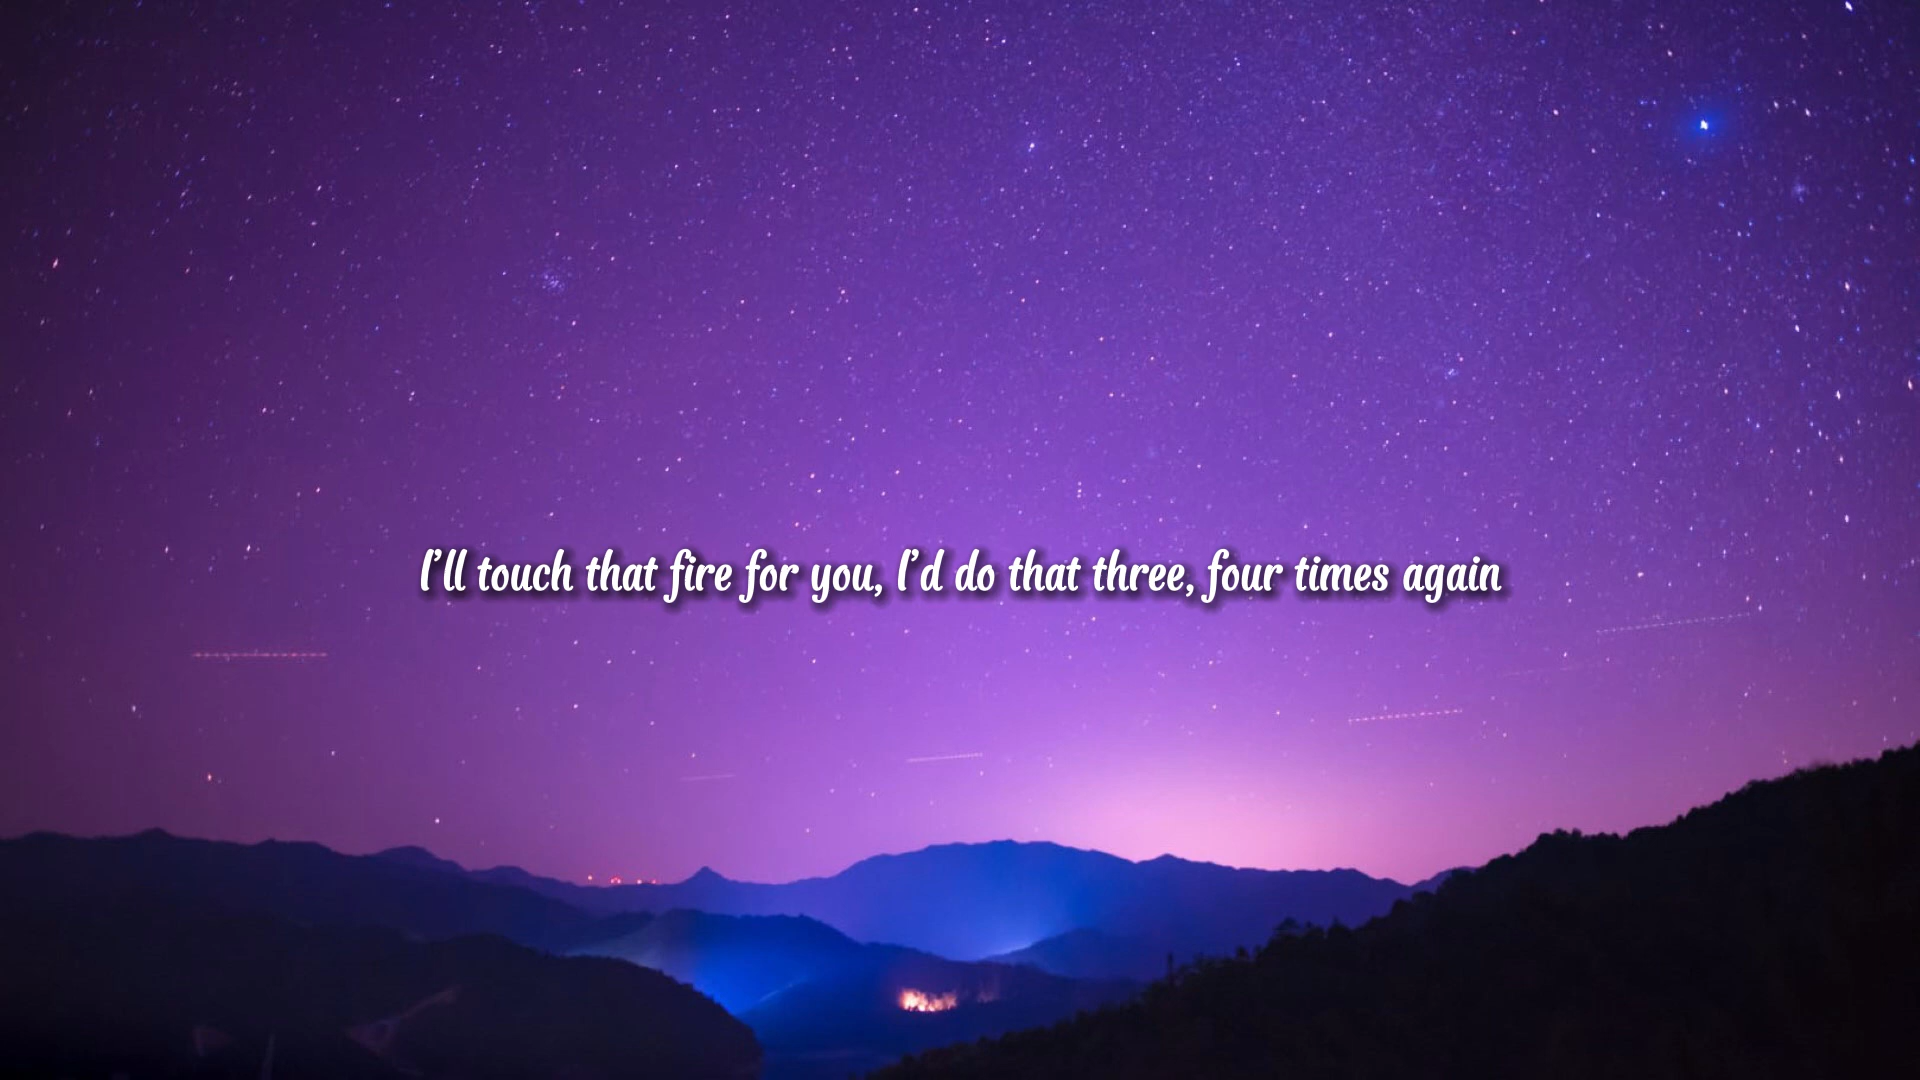 I’ll touch that fire for you, I’d do that three, four times again